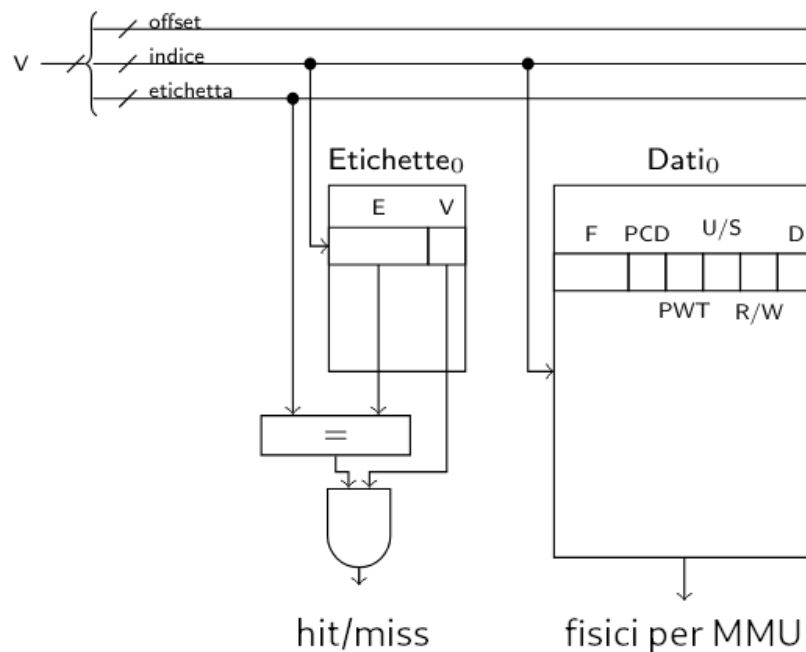 offset
V
indice
etichetta
Etichette₀
Dati₀
E
V
U/S
F
PCD
D
PWT
R/W
=
hit/miss
fisici per MMU